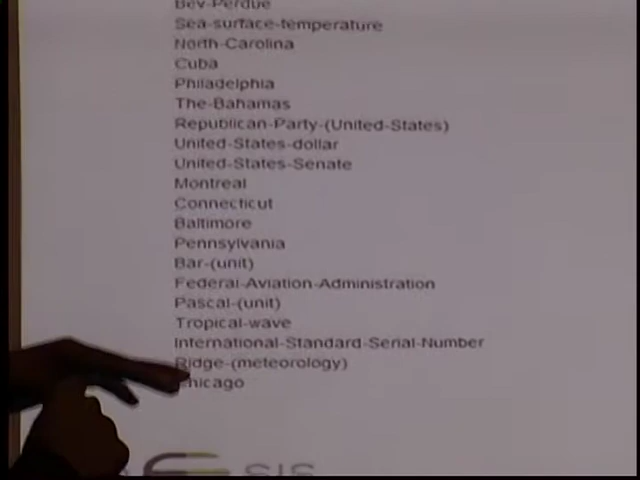 Bev-Perdue
Sea-surface-temperature
North-Carolina
Cuba
Philadelphia
The-Bahamas
Republican-Party-(United-States)
United-States-dollar
United-States-Senate
Montreal
Connecticut
Baltimore
Pennsylvania
Bar-(unit)
Federal-Aviation-Administration
Pascal-(unit)
Tropical-wave
International-Standard-Serial-Number
Ridge-(meteorology)
Chicago